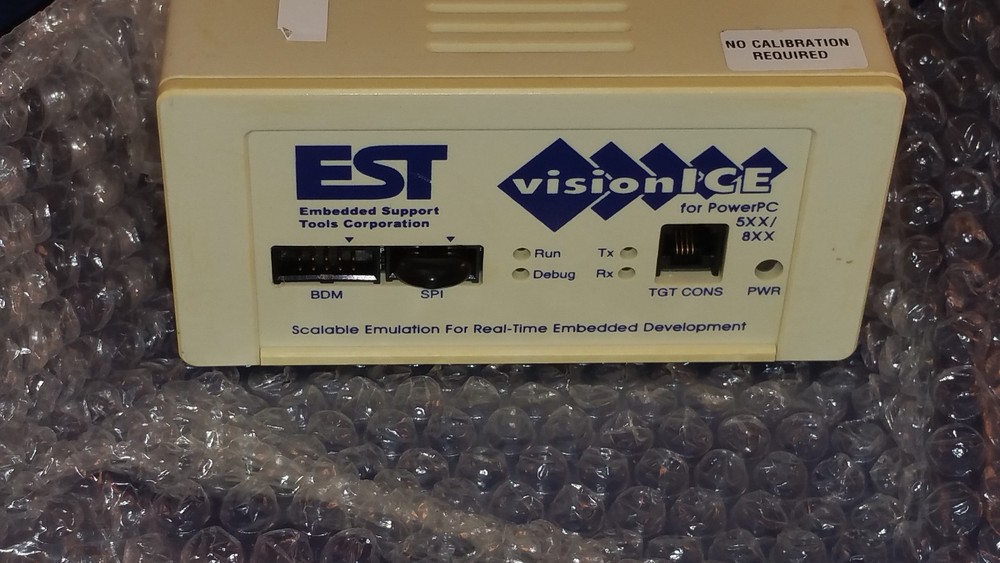 NO CALIBRATION
REQUIRED
EST
Embedded Support
Tools Corporation
visionICE
for PowerPC
5XX/
8XX
Run
Tx
Debug
Rx
BDM
SPI
TGT CONS
PWR
Scalable Emulation For Real-Time Embedded Development